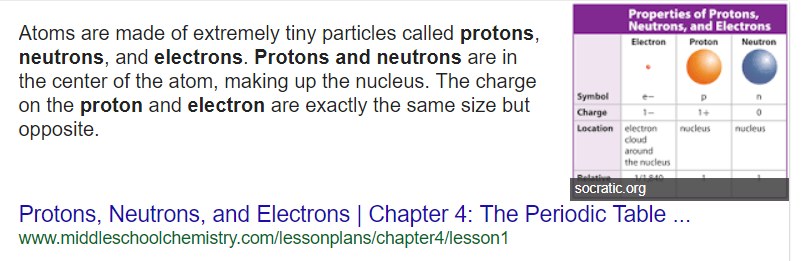 Atoms are made of extremely tiny particles called protons,
neutrons, and electrons. Protons and neutrons are in
the center of the atom, making up the nucleus. The charge
on the proton and electron are exactly the same size but
opposite.
Properties of Protons,
Neutrons, and Electrons
Electron Proton Neutron
Symbol e− p n
Charge 1− 1+ 0
Location electron nucleus nucleus
cloud
around
the nucleus
Relative 1/1,840 1 1
socratic.org
Protons, Neutrons, and Electrons | Chapter 4: The Periodic Table ...
www.middleschoolchemistry.com/lessonplans/chapter4/lesson1